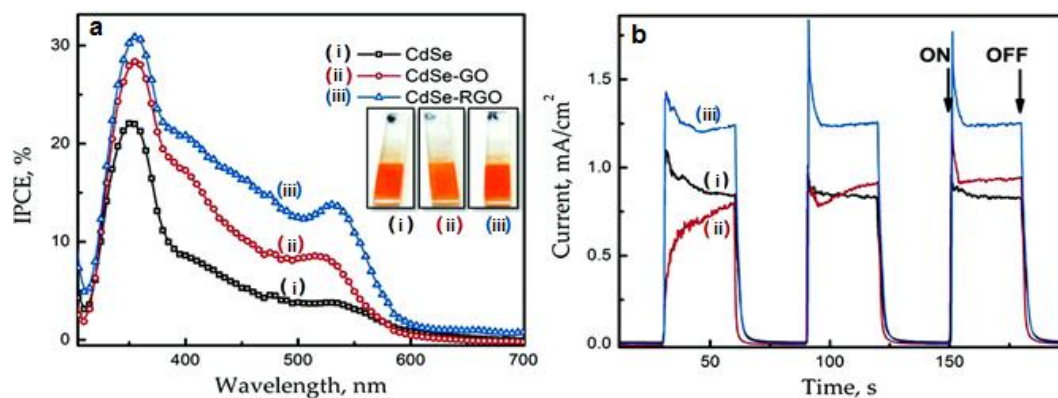 a
30
20
10
0
IPCE, %
400
500
600
700
Wavelength, nm
(i) CdSe
(ii) CdSe-GO
(iii) CdSe-RGO
(i) (ii) (iii)
(iii)
(ii)
(i)
b
1.5
1.0
0.5
0.0
Current, mA/cm²
50
100
150
Time, s
ON OFF
(iii)
(i)
(ii)